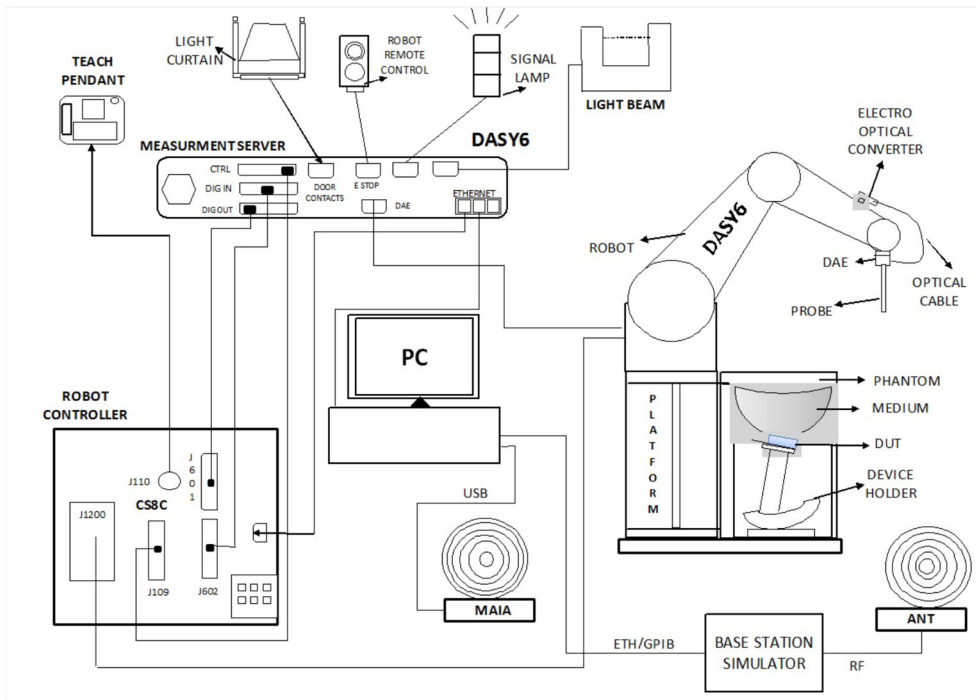 LIGHT
CURTAIN
ROBOT
REMOTE
CONTROL
SIGNAL
LAMP
LIGHT BEAM
TEACH
PENDANT
MEASURMENT SERVER
DASY6
CTRL
DIG IN
DIG OUT
DOOR
CONTACTS
E STOP
DAE
ETHERNET
ELECTRO
OPTICAL
CONVERTER
ROBOT
DASY6
DAE
OPTICAL
CABLE
PROBE
PC
PLATFORM
PHANTOM
MEDIUM
DUT
DEVICE
HOLDER
ROBOT
CONTROLLER
J110
J601
CS8C
J1200
J109
J602
USB
MAIA
ETH/GPIB
BASE STATION
SIMULATOR
RF
ANT